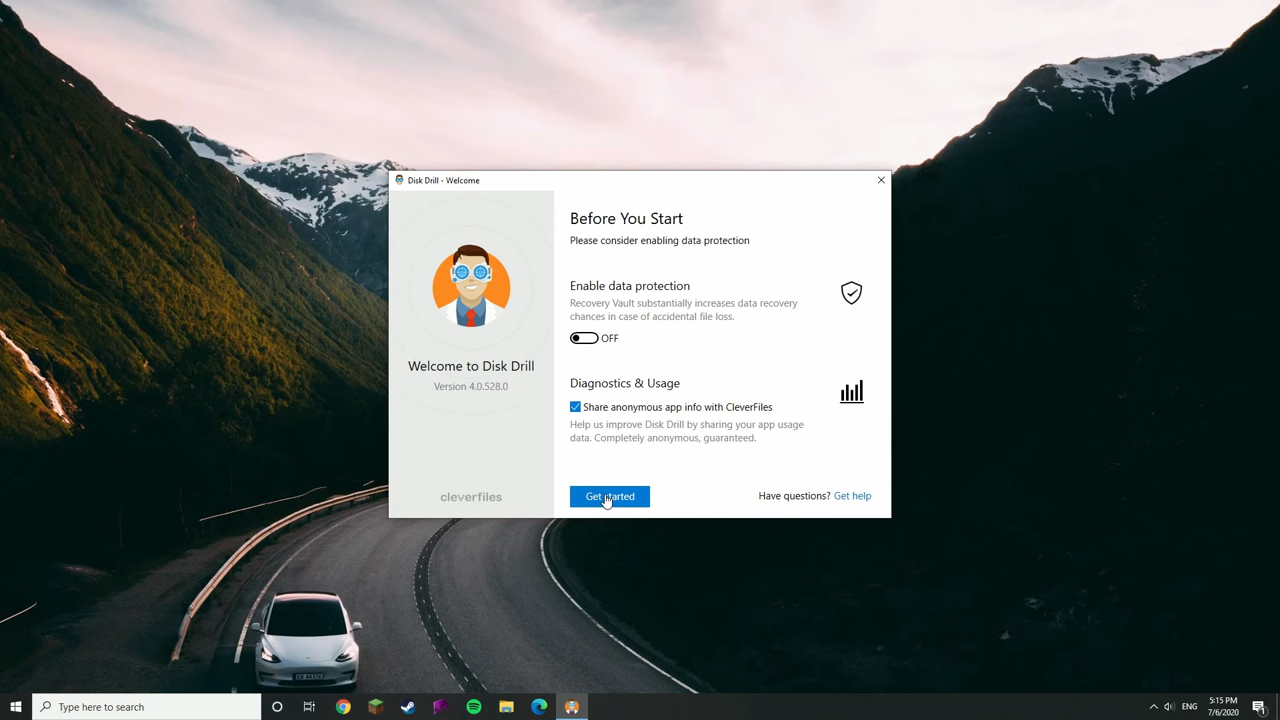 Disk Drill - Welcome
Before You Start
Please consider enabling data protection
Enable data protection
Recovery Vault substantially increases data recovery
chances in case of accidental file loss.
OFF
Welcome to Disk Drill
Version 4.0.528.0
Diagnostics & Usage
Share anonymous app info with CleverFiles
Help us improve Disk Drill by sharing your app usage
data. Completely anonymous, guaranteed.
cleverfiles
Get started
Have questions? Get help
Type here to search
ENG
5:15 PM
7/6/2020